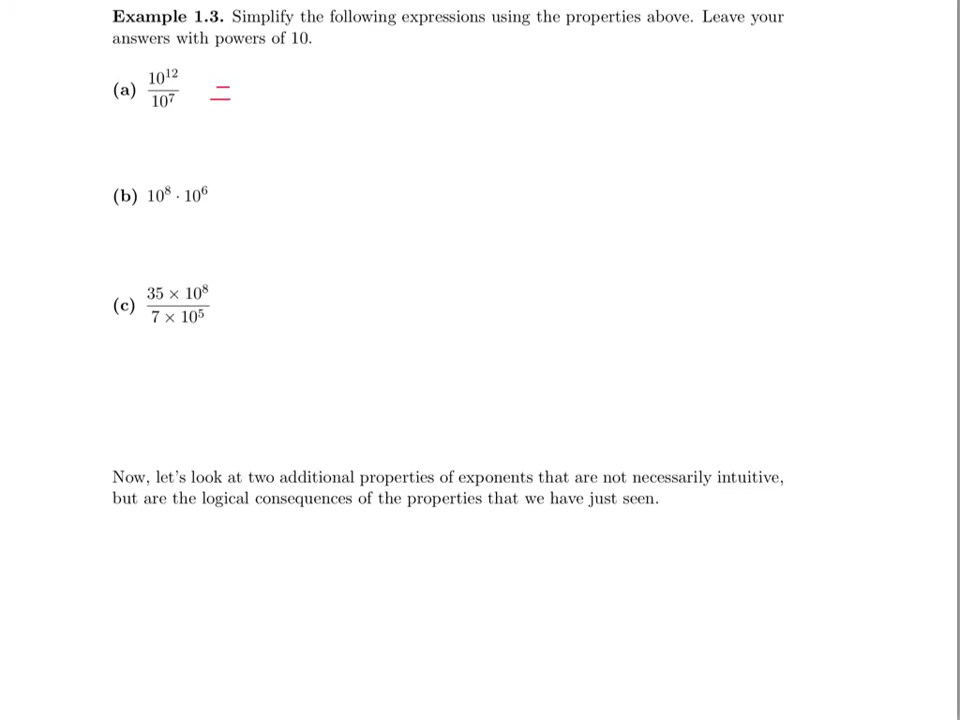 Example 1.3. Simplify the following expressions using the properties above. Leave your
answers with powers of 10.
(a) 10^12 / 10^7 =
(b) 10^8 · 10^6
(c) 35 × 10^8 / 7 × 10^5
Now, let's look at two additional properties of exponents that are not necessarily intuitive,
but are the logical consequences of the properties that we have just seen.